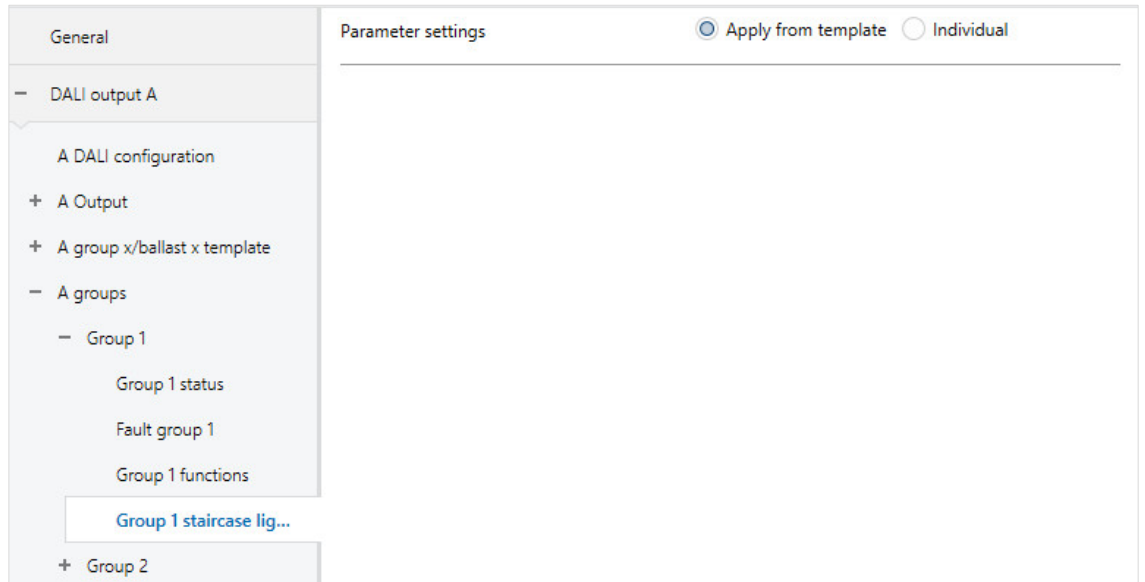 General
DALI output A
A DALI configuration
A Output
A group x/ballast x template
A groups
Group 1
Group 1 status
Fault group 1
Group 1 functions
Group 1 staircase lig...
Group 2
Parameter settings Apply from template Individual